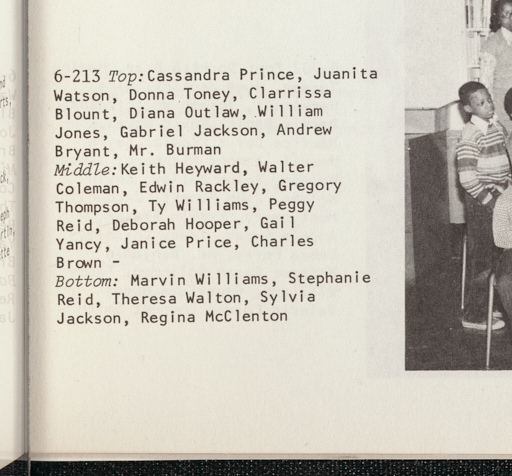 6-213 Top: Cassandra Prince, Juanita
Watson, Donna Toney, Clarrissa
Blount, Diana Outlaw, William
Jones, Gabriel Jackson, Andrew
Bryant, Mr. Burman
Middle: Keith Heyward, Walter
Coleman, Edwin Rackley, Gregory
Thompson, Ty Williams, Peggy
Reid, Deborah Hooper, Gail
Yancy, Janice Price, Charles
Brown -
Bottom: Marvin Williams, Stephanie
Reid, Theresa Walton, Sylvia
Jackson, Regina McClenton